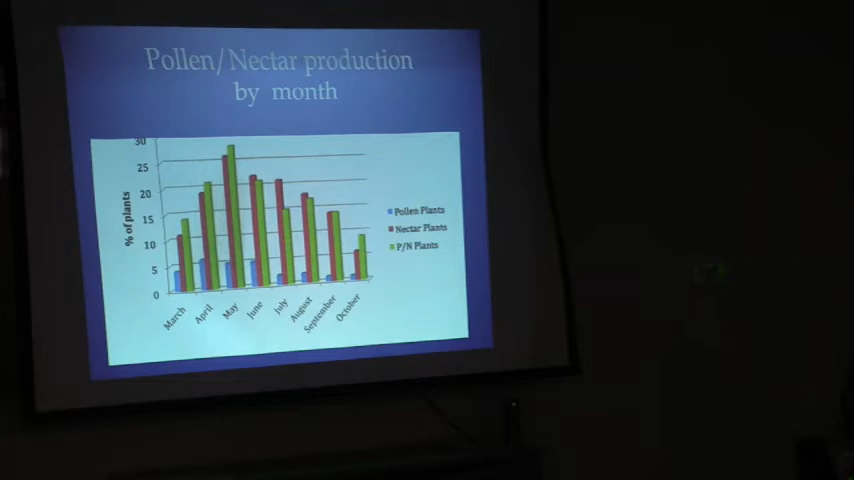 Pollen/Nectar production
by month
30
25
20
15
10
5
0
% of plants
March
April
May
June
July
August
September
October
Pollen Plants
Nectar Plants
P/N Plants